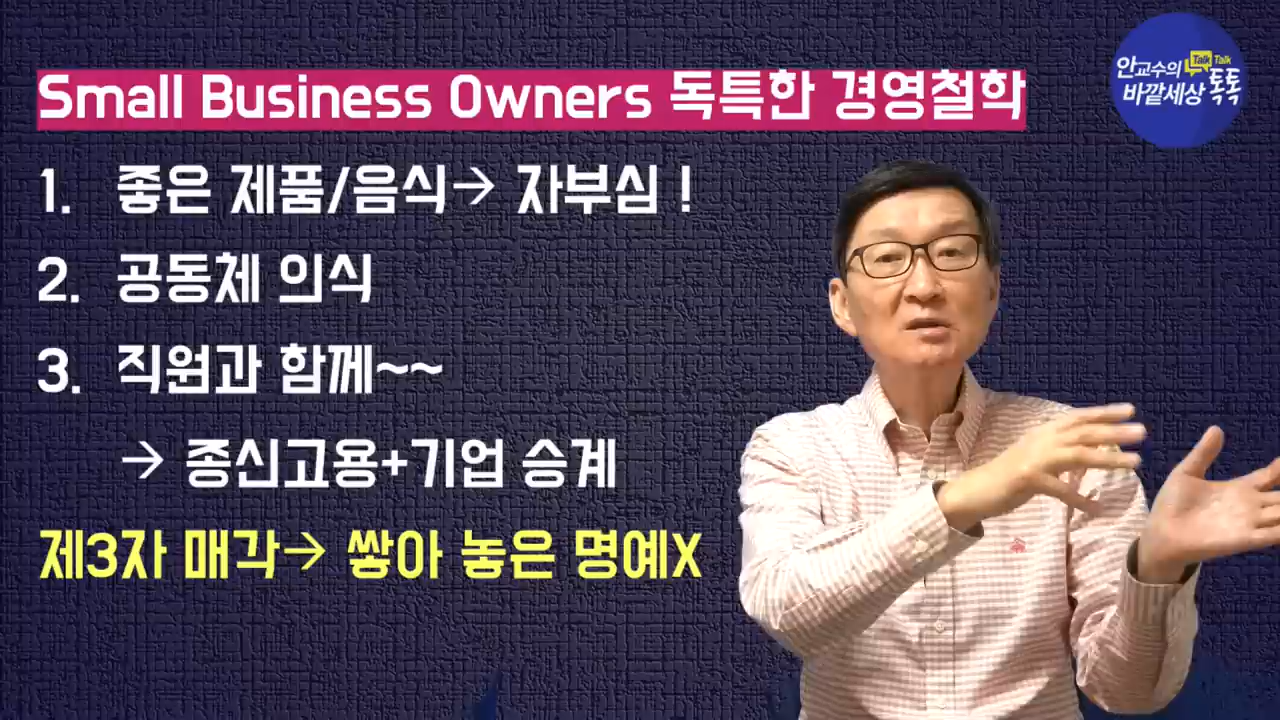 Small Business Owners 독특한 경영철학
안교수의 Talk Talk
바깥세상 톡톡
1. 좋은 제품/음식→ 자부심 !
2. 공동체 의식
3. 직원과 함께~~
→ 종신고용+기업 승계
제3자 매각→ 쌓아 놓은 명예X